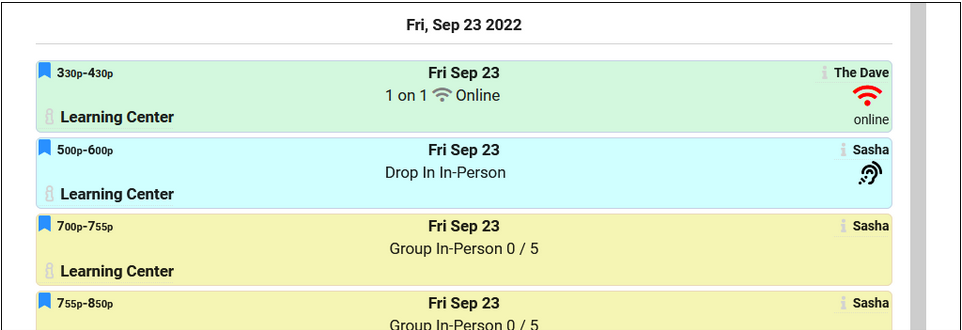 Fri, Sep 23 2022
330p-430p Fri Sep 23 The Dave
1 on 1 Online
online
Learning Center
500p-600p Fri Sep 23 Sasha
Drop In In-Person
Learning Center
700p-755p Fri Sep 23 Sasha
Group In-Person 0 / 5
Learning Center
755p-850p Fri Sep 23 Sasha
Group In-Person 0 / 5